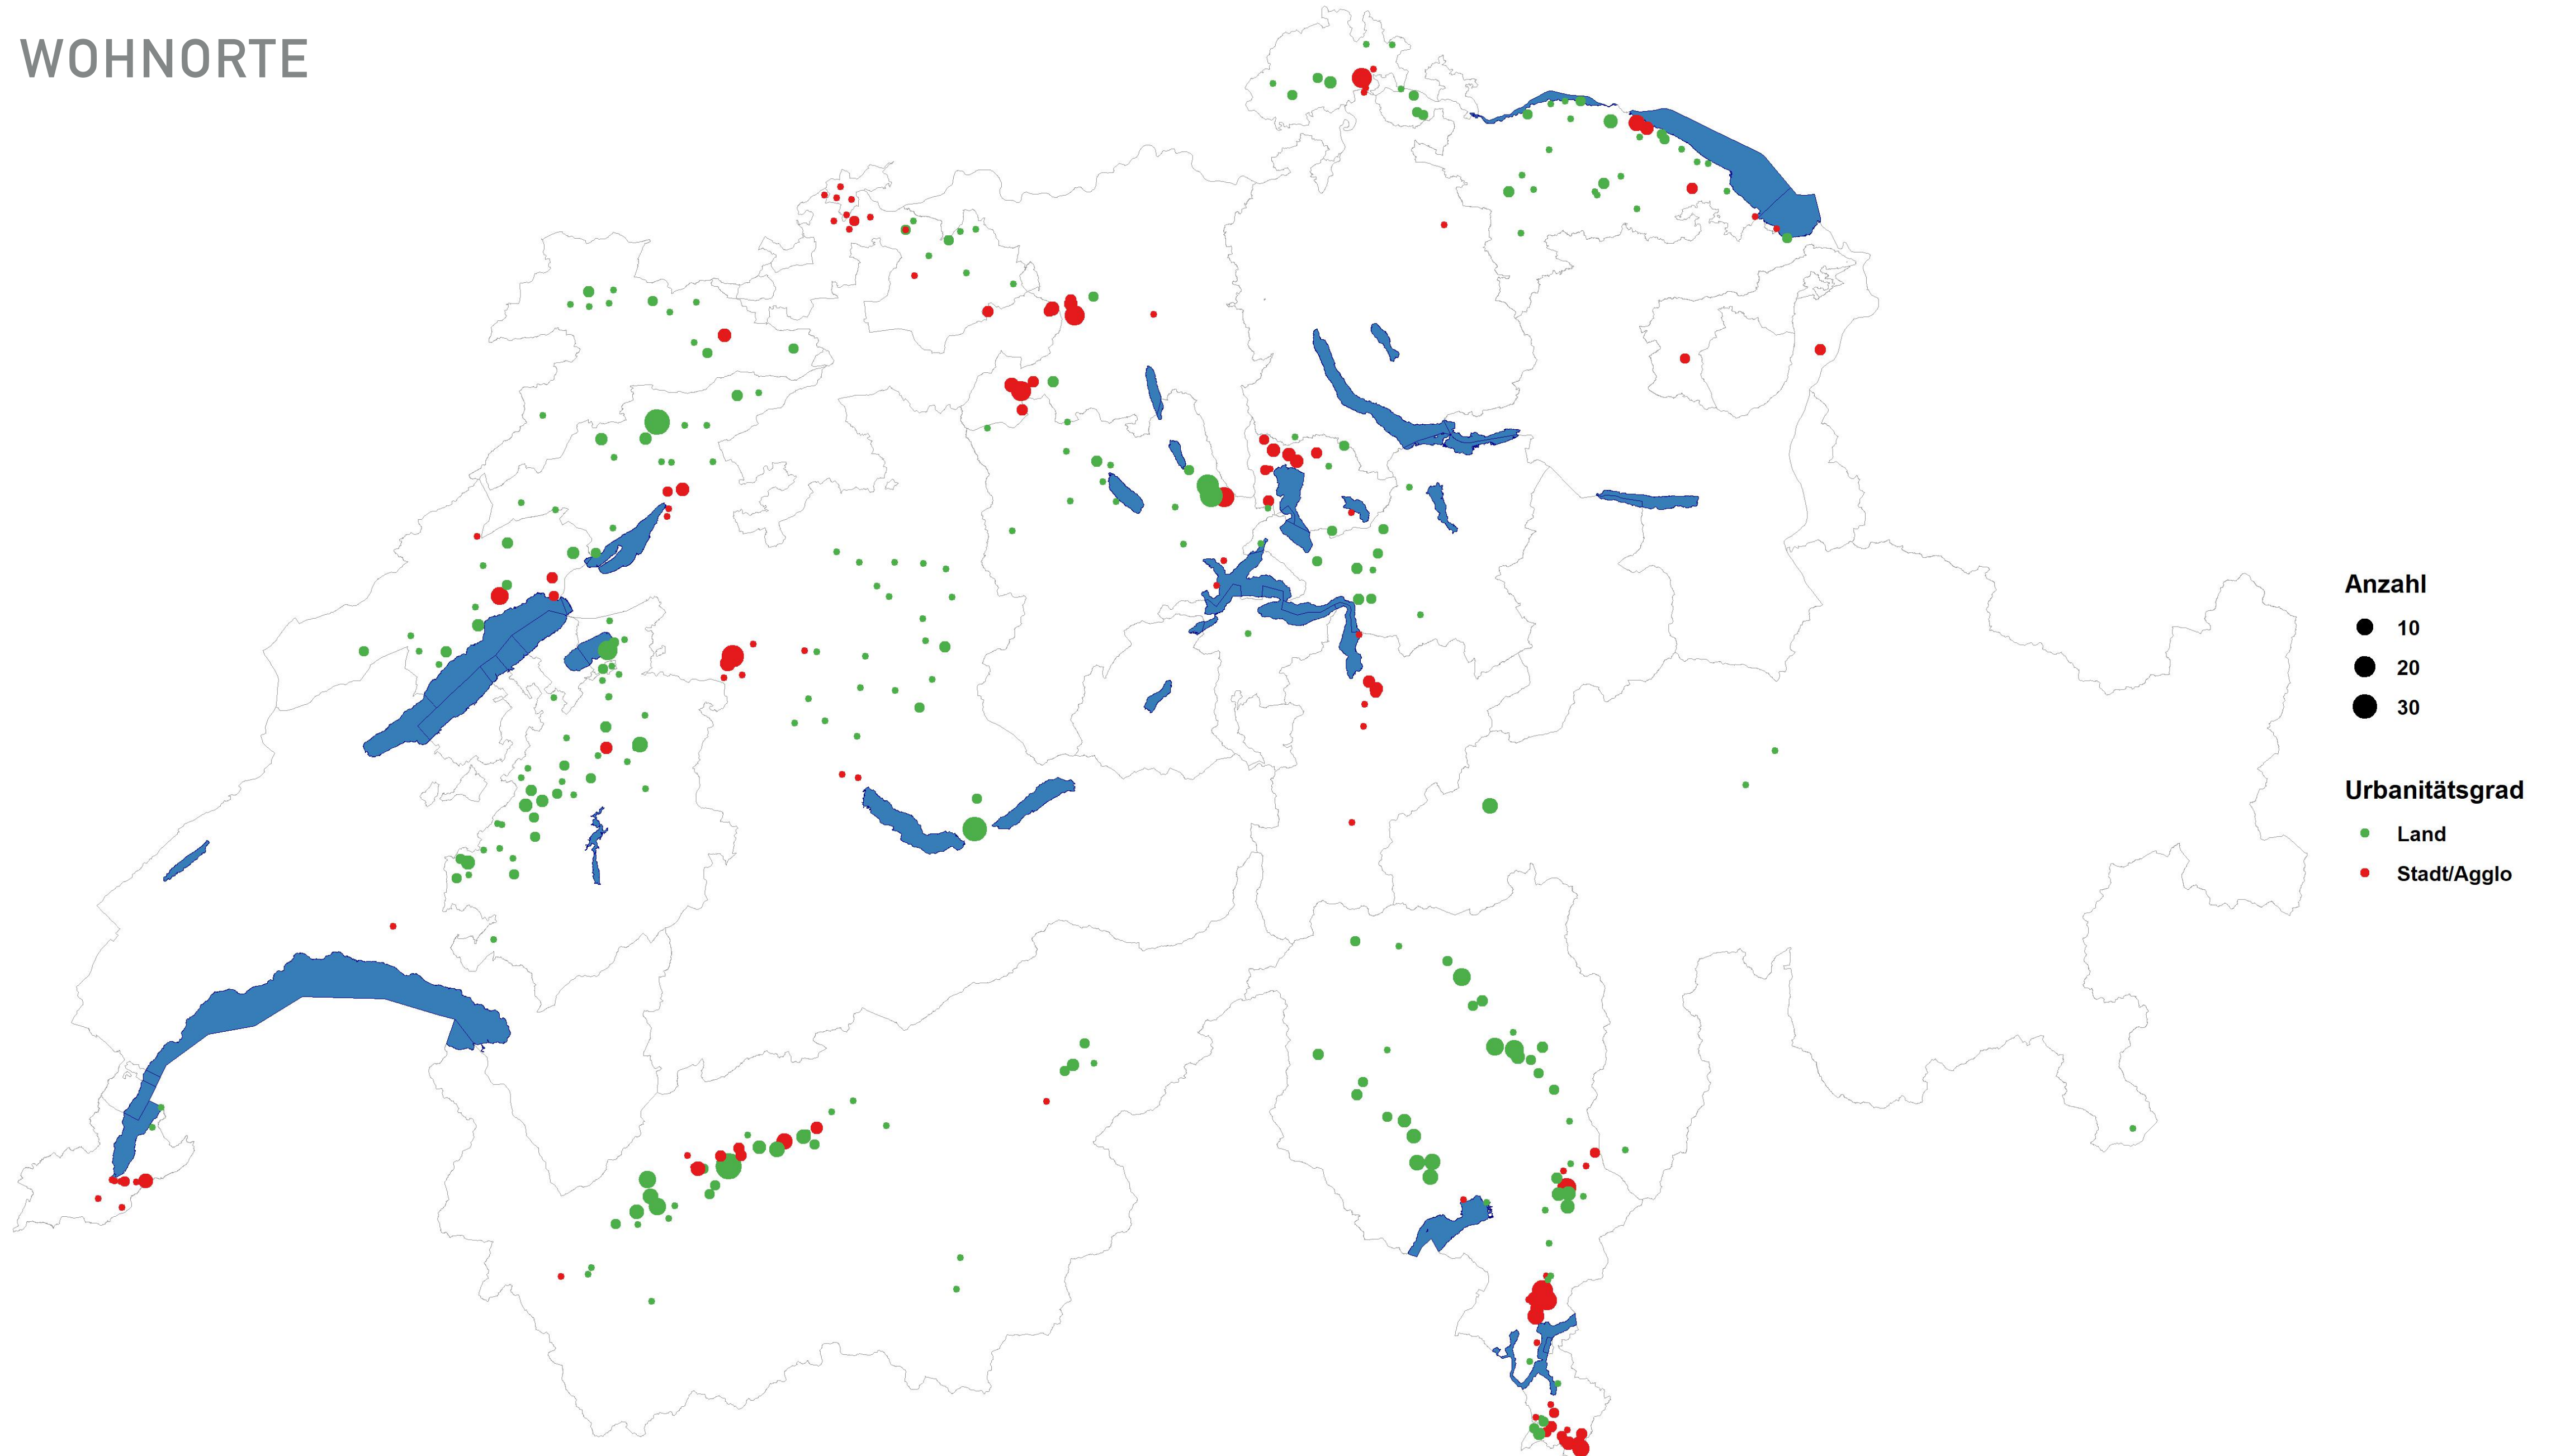 WOHNORTE
Anzahl
10
20
30
Urbanitätsgrad
Land
Stadt/Agglo